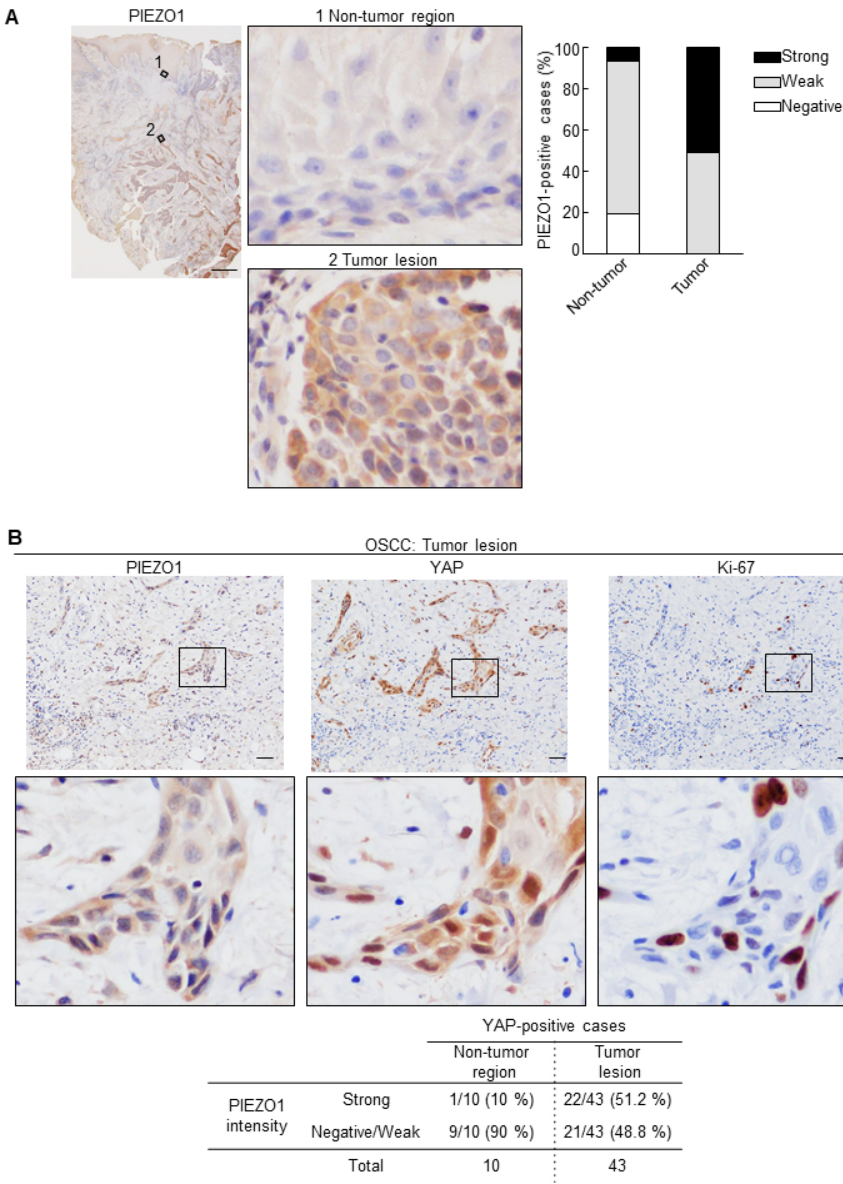 A
PIEZO1
1
2
1 Non-tumor region
2 Tumor lesion
PIEZO1-positive cases (%)
100
80
60
40
20
0
Non-tumor
Tumor
Strong
Weak
Negative
B
OSCC: Tumor lesion
PIEZO1 YAP Ki-67
YAP-positive cases
Non-tumor region
Tumor lesion
PIEZO1 intensity
Strong 1/10 (10 %) 22/43 (51.2 %)
Negative/Weak 9/10 (90 %) 21/43 (48.8 %)
Total 10 43